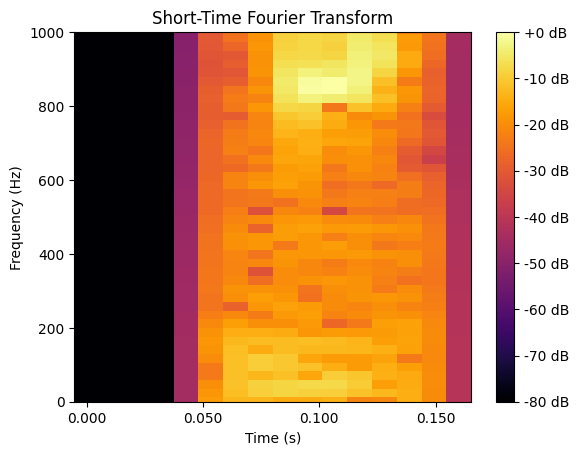 Short-Time Fourier Transform
1000
800
600
400
200
0
Frequency (Hz)
0.000
0.050
0.100
0.150
Time (s)
+0 dB
-10 dB
-20 dB
-30 dB
-40 dB
-50 dB
-60 dB
-70 dB
-80 dB